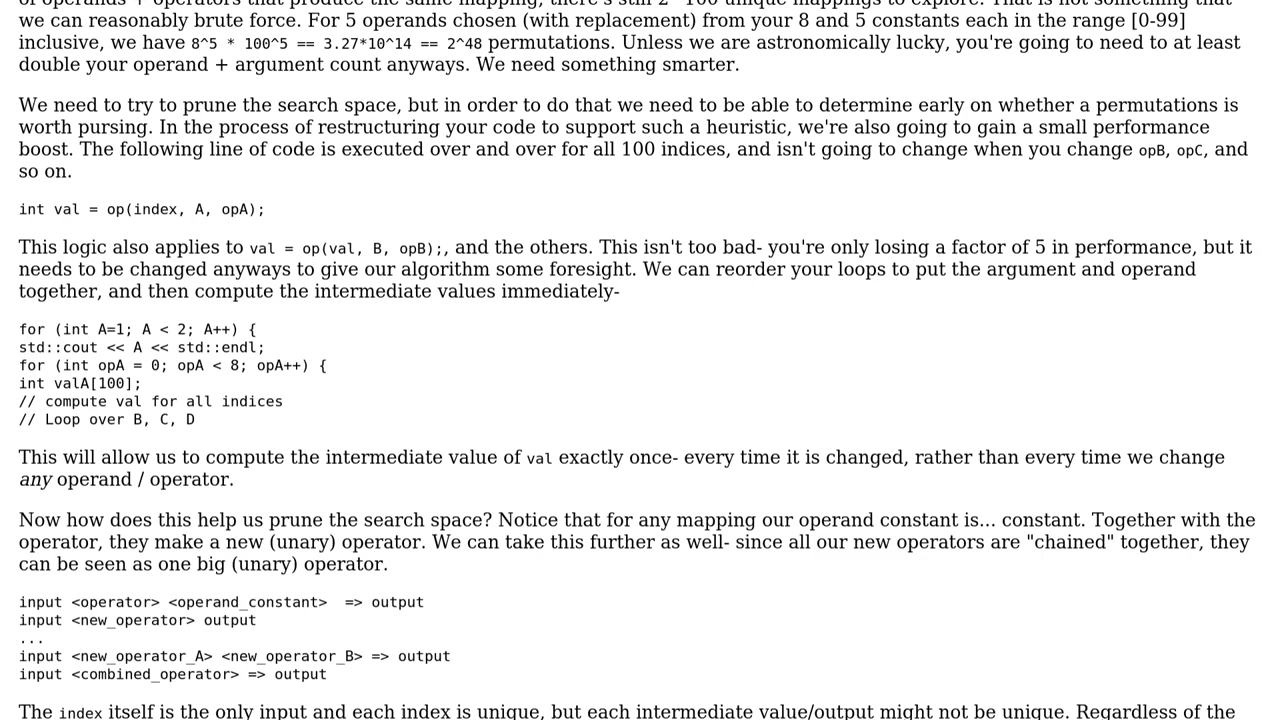 we can reasonably brute force. For 5 operands chosen (with replacement) from your 8 and 5 constants each in the range [0-99]
inclusive, we have 8^5 * 100^5 == 3.27*10^14 == 2^48 permutations. Unless we are astronomically lucky, you're going to need to at least
double your operand + argument count anyways. We need something smarter.
We need to try to prune the search space, but in order to do that we need to be able to determine early on whether a permutations is
worth pursing. In the process of restructuring your code to support such a heuristic, we're also going to gain a small performance
boost. The following line of code is executed over and over for all 100 indices, and isn't going to change when you change opB, opC, and
so on.
int val = op(index, A, opA);
This logic also applies to val = op(val, B, opB);, and the others. This isn't too bad- you're only losing a factor of 5 in performance, but it
needs to be changed anyways to give our algorithm some foresight. We can reorder your loops to put the argument and operand
together, and then compute the intermediate values immediately-
for (int A=1; A < 2; A++) {
std::cout << A << std::endl;
for (int opA = 0; opA < 8; opA++) {
int valA[100];
// compute val for all indices
// Loop over B, C, D
This will allow us to compute the intermediate value of val exactly once- every time it is changed, rather than every time we change
any operand / operator.
Now how does this help us prune the search space? Notice that for any mapping our operand constant is... constant. Together with the
operator, they make a new (unary) operator. We can take this further as well- since all our new operators are "chained" together, they
can be seen as one big (unary) operator.
input <operator> <operand_constant>  => output
input <new_operator> output
...
input <new_operator_A> <new_operator_B> => output
input <combined_operator> => output
The index itself is the only input and each index is unique, but each intermediate value/output might not be unique. Regardless of the